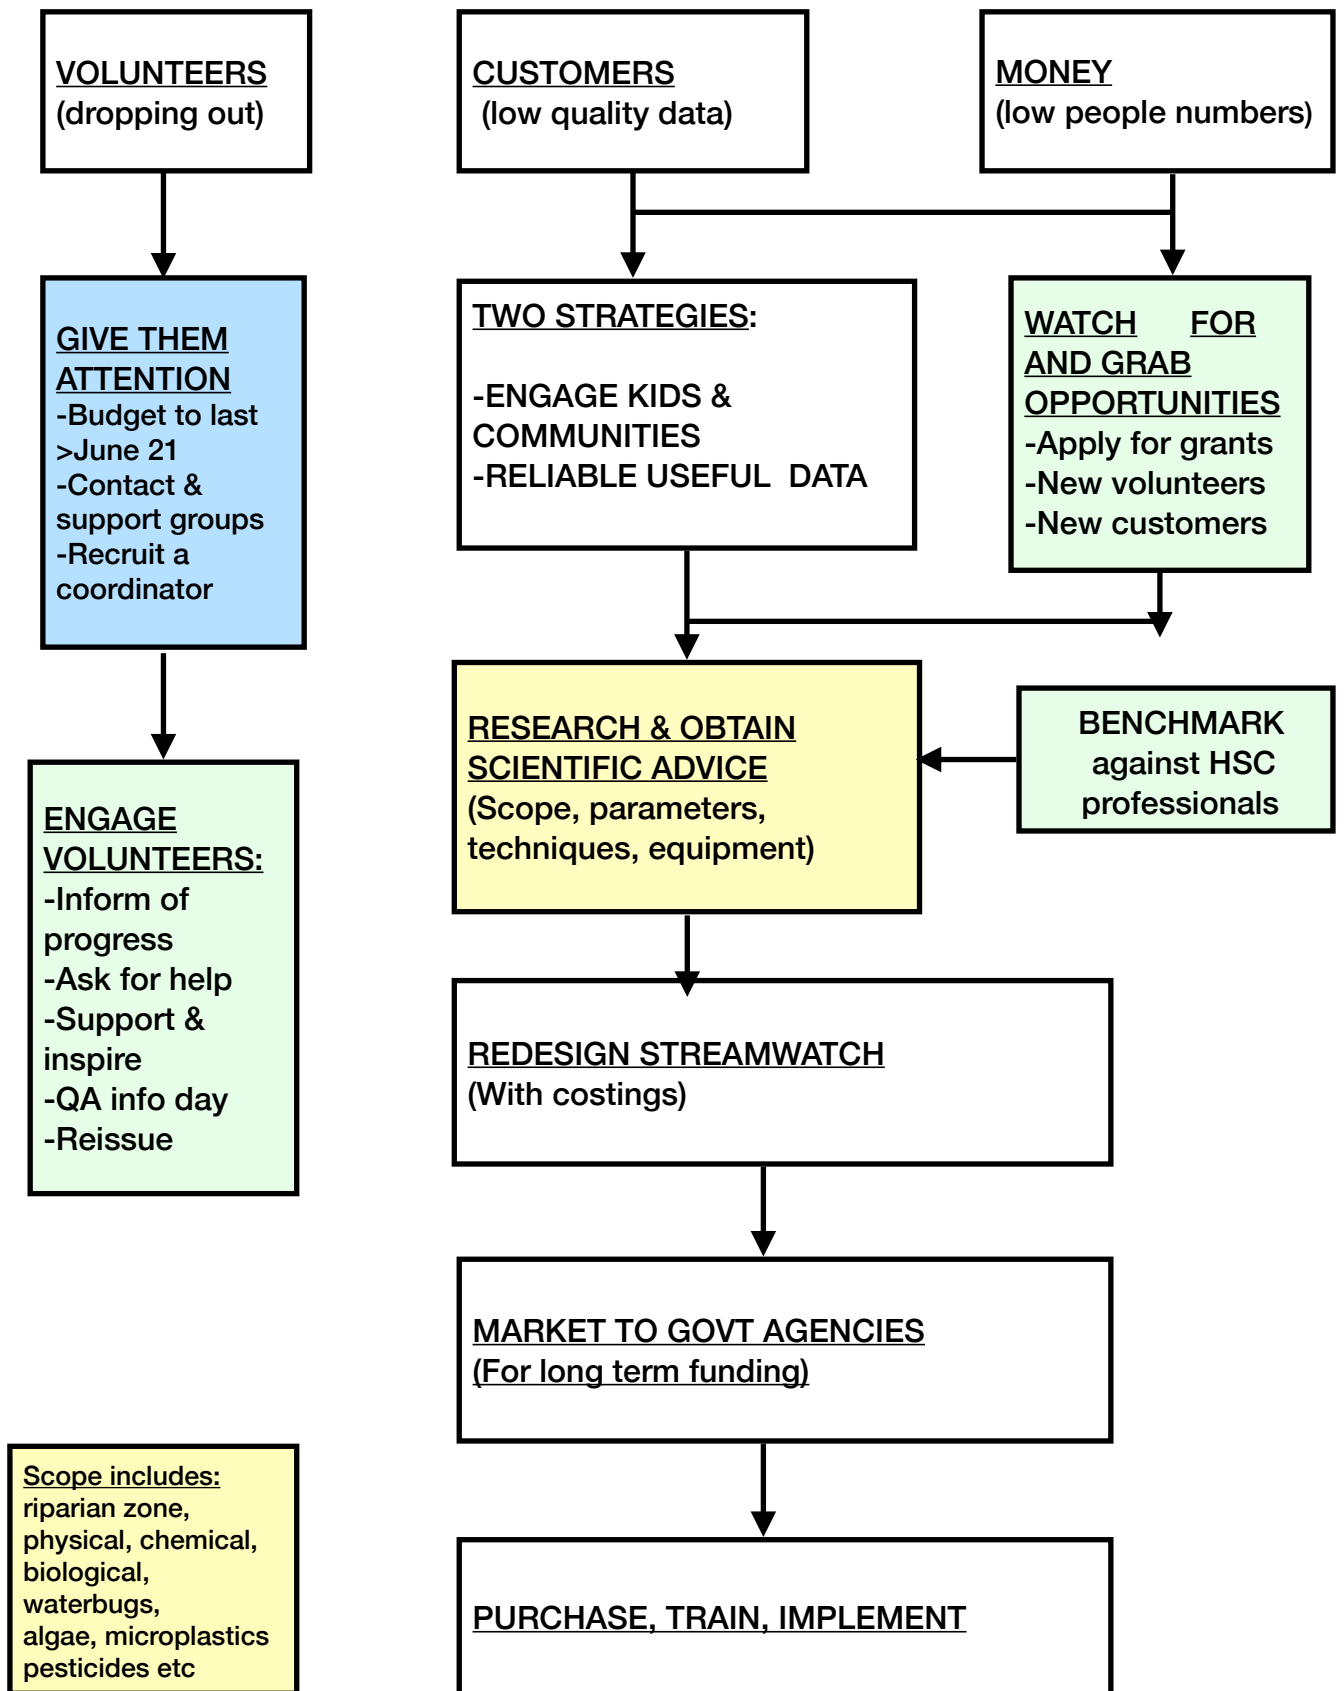 VOLUNTEERS
(dropping out)
CUSTOMERS
(low quality data)
MONEY
(low people numbers)
GIVE THEM
ATTENTION
-Budget to last
>June 21
-Contact &
support groups
-Recruit a
coordinator
TWO STRATEGIES:
-ENGAGE KIDS &
COMMUNITIES
-RELIABLE USEFUL DATA
WATCH FOR
AND GRAB
OPPORTUNITIES
-Apply for grants
-New volunteers
-New customers
RESEARCH & OBTAIN
SCIENTIFIC ADVICE
(Scope, parameters,
techniques, equipment)
BENCHMARK
against HSC
professionals
ENGAGE
VOLUNTEERS:
-Inform of
progress
-Ask for help
-Support &
inspire
-QA info day
-Reissue
REDESIGN STREAMWATCH
(With costings)
MARKET TO GOVT AGENCIES
(For long term funding)
Scope includes:
riparian zone,
physical, chemical,
biological,
waterbugs,
algae, microplastics
pesticides etc
PURCHASE, TRAIN, IMPLEMENT